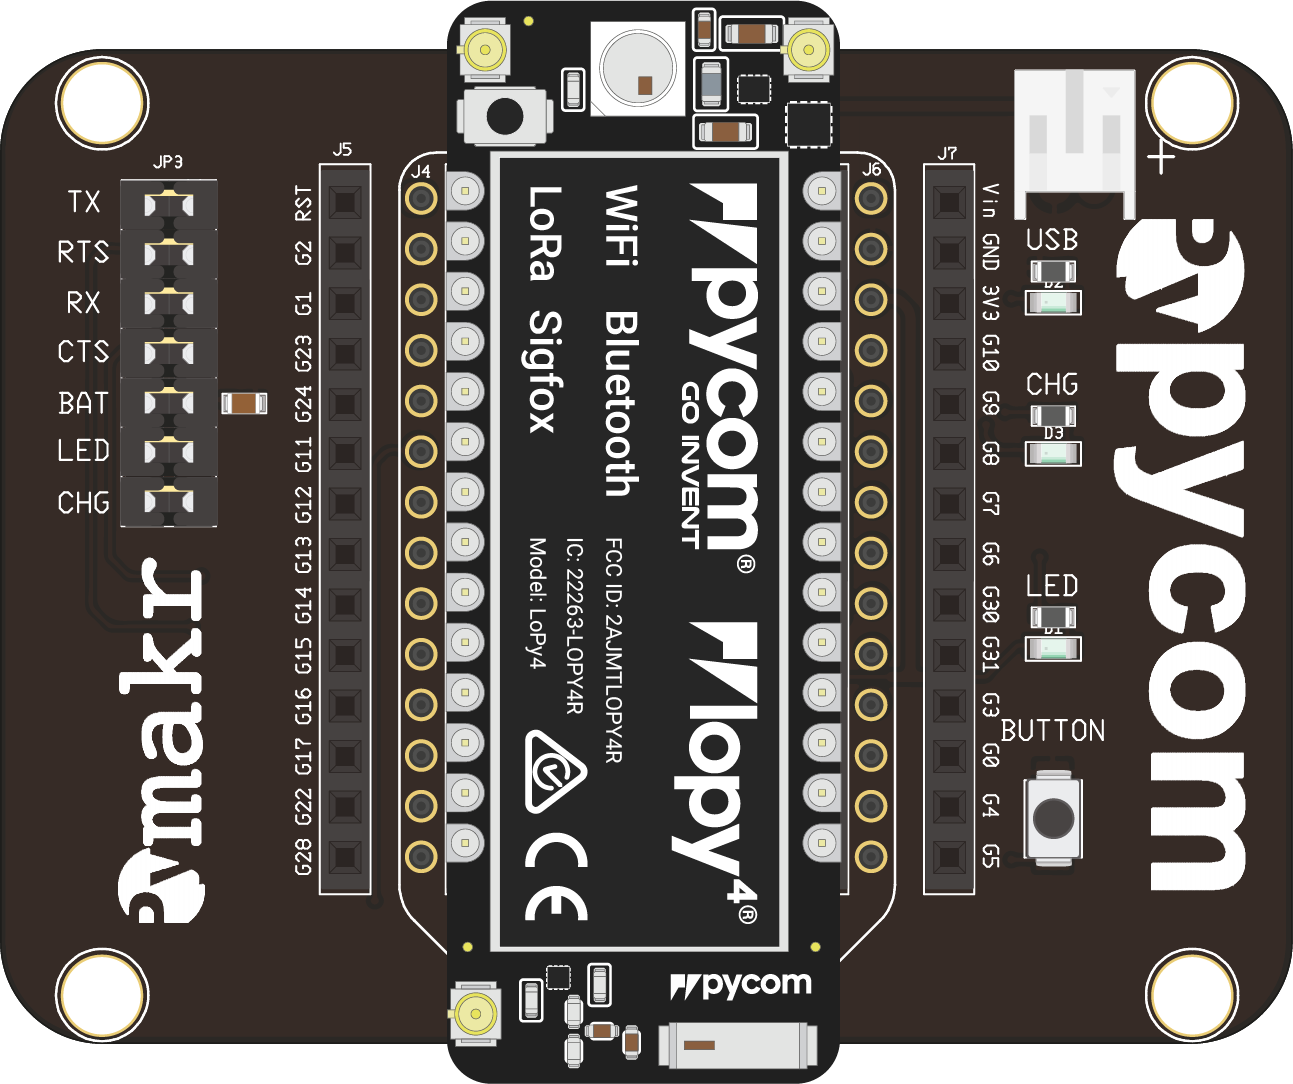 JP3
TX
RTS
RX
CTS
BAT
LED
CHG
Pymakr
J5
RST
G2
G1
G23
G24
G11
G12
G13
G14
G15
G16
G17
G22
G28
J4
pycom®
GO INVENT
lopy4®
WiFi Bluetooth
LoRa Sigfox
FCC ID: 2AJMTLOPY4R
IC: 22263-LOPY4R
Model: LoPy4
CE
pycom
J6
J7
Vin
GND
3V3
G10
G9
G8
G7
G6
G30
G31
G3
G0
G4
G5
+
USB
D2
CHG
D3
LED
D1
BUTTON
Pycom